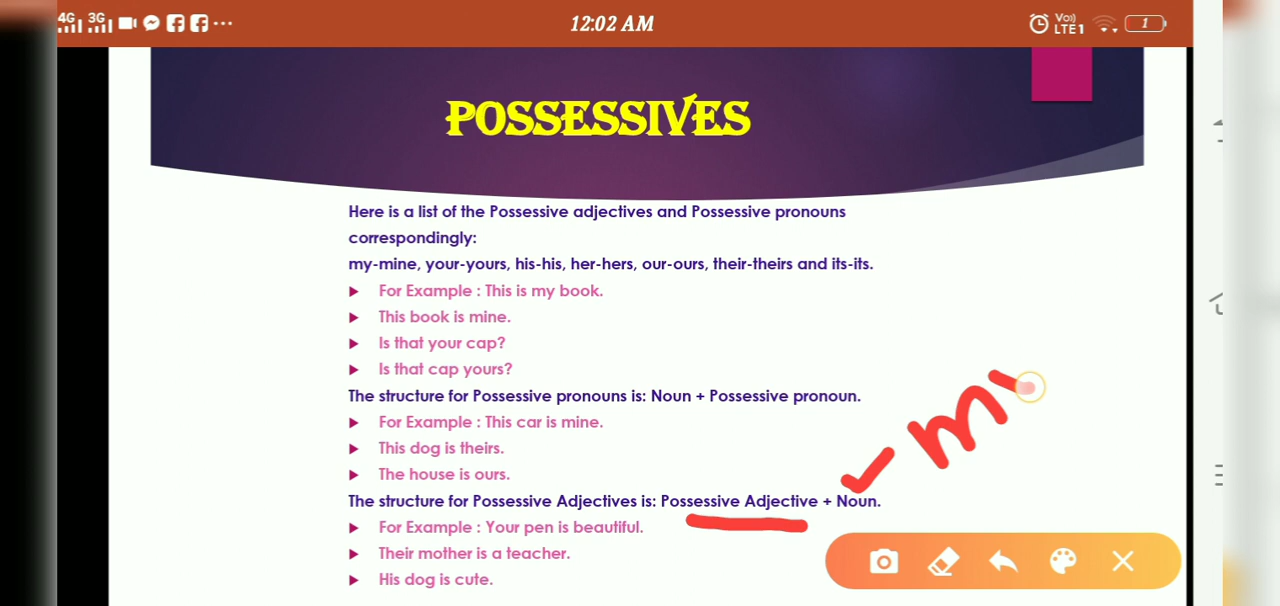 4G 3G 12:02 AM Vo)) LTE1 1
POSSESSIVES
Here is a list of the Possessive adjectives and Possessive pronouns
correspondingly:
my-mine, your-yours, his-his, her-hers, our-ours, their-theirs and its-its.
For Example : This is my book.
This book is mine.
Is that your cap?
Is that cap yours?
The structure for Possessive pronouns is: Noun + Possessive pronoun.
For Example : This car is mine.
This dog is theirs.
The house is ours.
The structure for Possessive Adjectives is: Possessive Adjective + Noun.
For Example : Your pen is beautiful.
Their mother is a teacher.
His dog is cute.